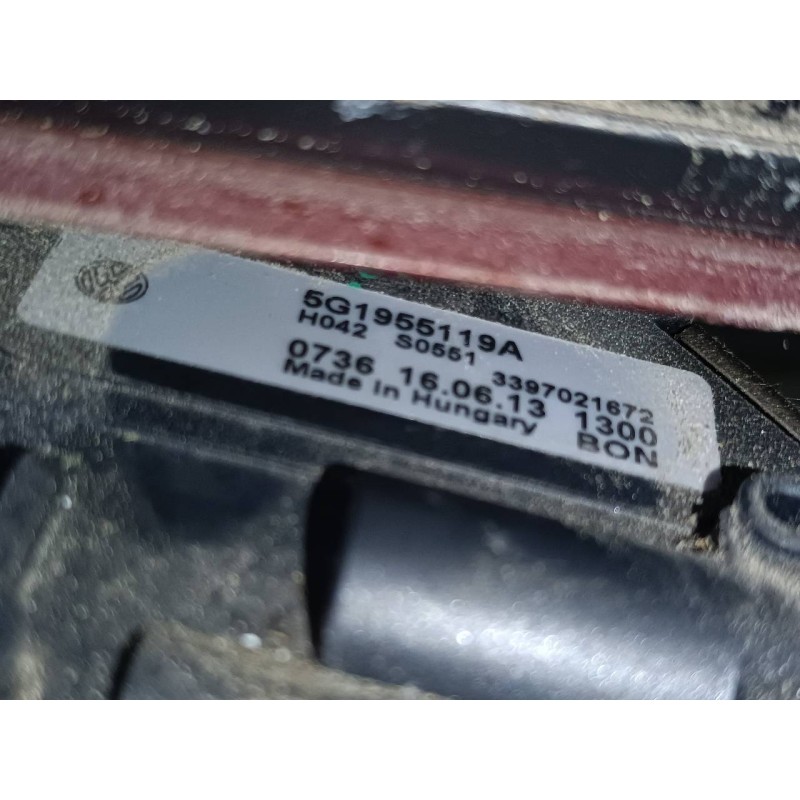 5G1955119A
H042 S0551 3397021672
0736 16.06.13 1300
Made in Hungary BON